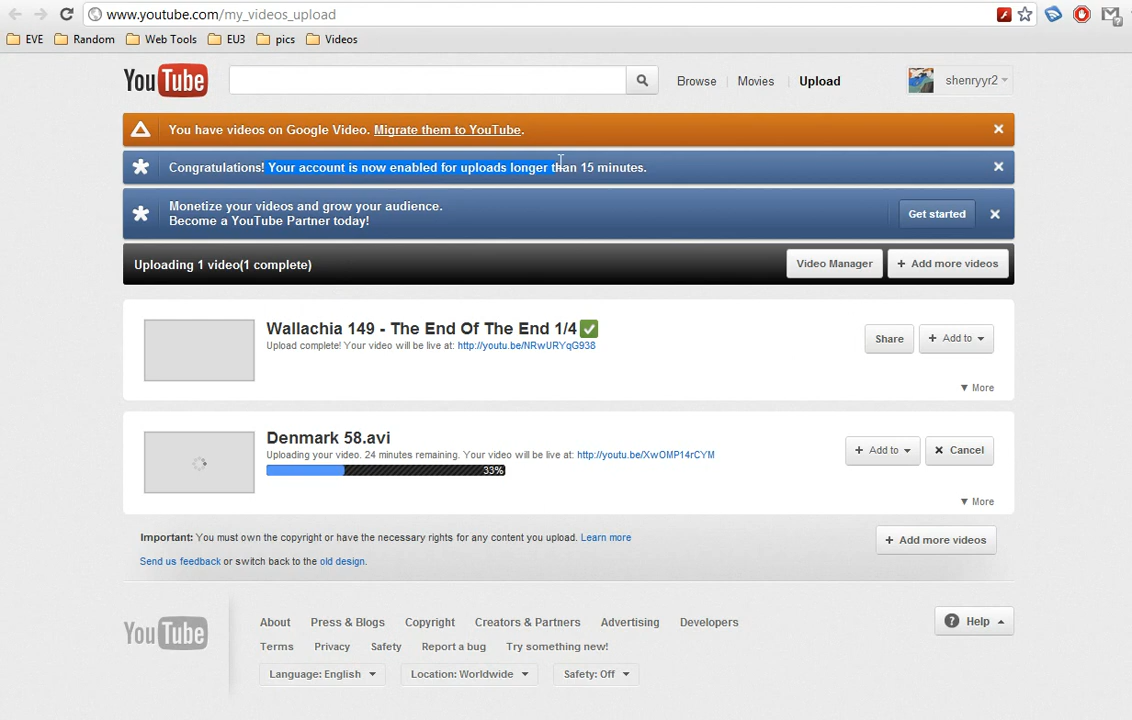 www.youtube.com/my_videos_upload
EVE Random Web Tools EU3 pics Videos
YouTube Browse Movies Upload shenryyr2
You have videos on Google Video. Migrate them to YouTube.
Congratulations! Your account is now enabled for uploads longer than 15 minutes.
Monetize your videos and grow your audience.
Become a YouTube Partner today!
Get started
Uploading 1 video(1 complete) Video Manager + Add more videos
Wallachia 149 - The End Of The End 1/4
Upload complete! Your video will be live at: http://youtu.be/NRwURYqG938
Share + Add to
More
Denmark 58.avi
Uploading your video. 24 minutes remaining. Your video will be live at: http://youtu.be/XwOMP14rCYM
33%
+ Add to Cancel
More
Important: You must own the copyright or have the necessary rights for any content you upload. Learn more
+ Add more videos
Send us feedback or switch back to the old design.
YouTube
About Press & Blogs Copyright Creators & Partners Advertising Developers
Help
Terms Privacy Safety Report a bug Try something new!
Language: English Location: Worldwide Safety: Off